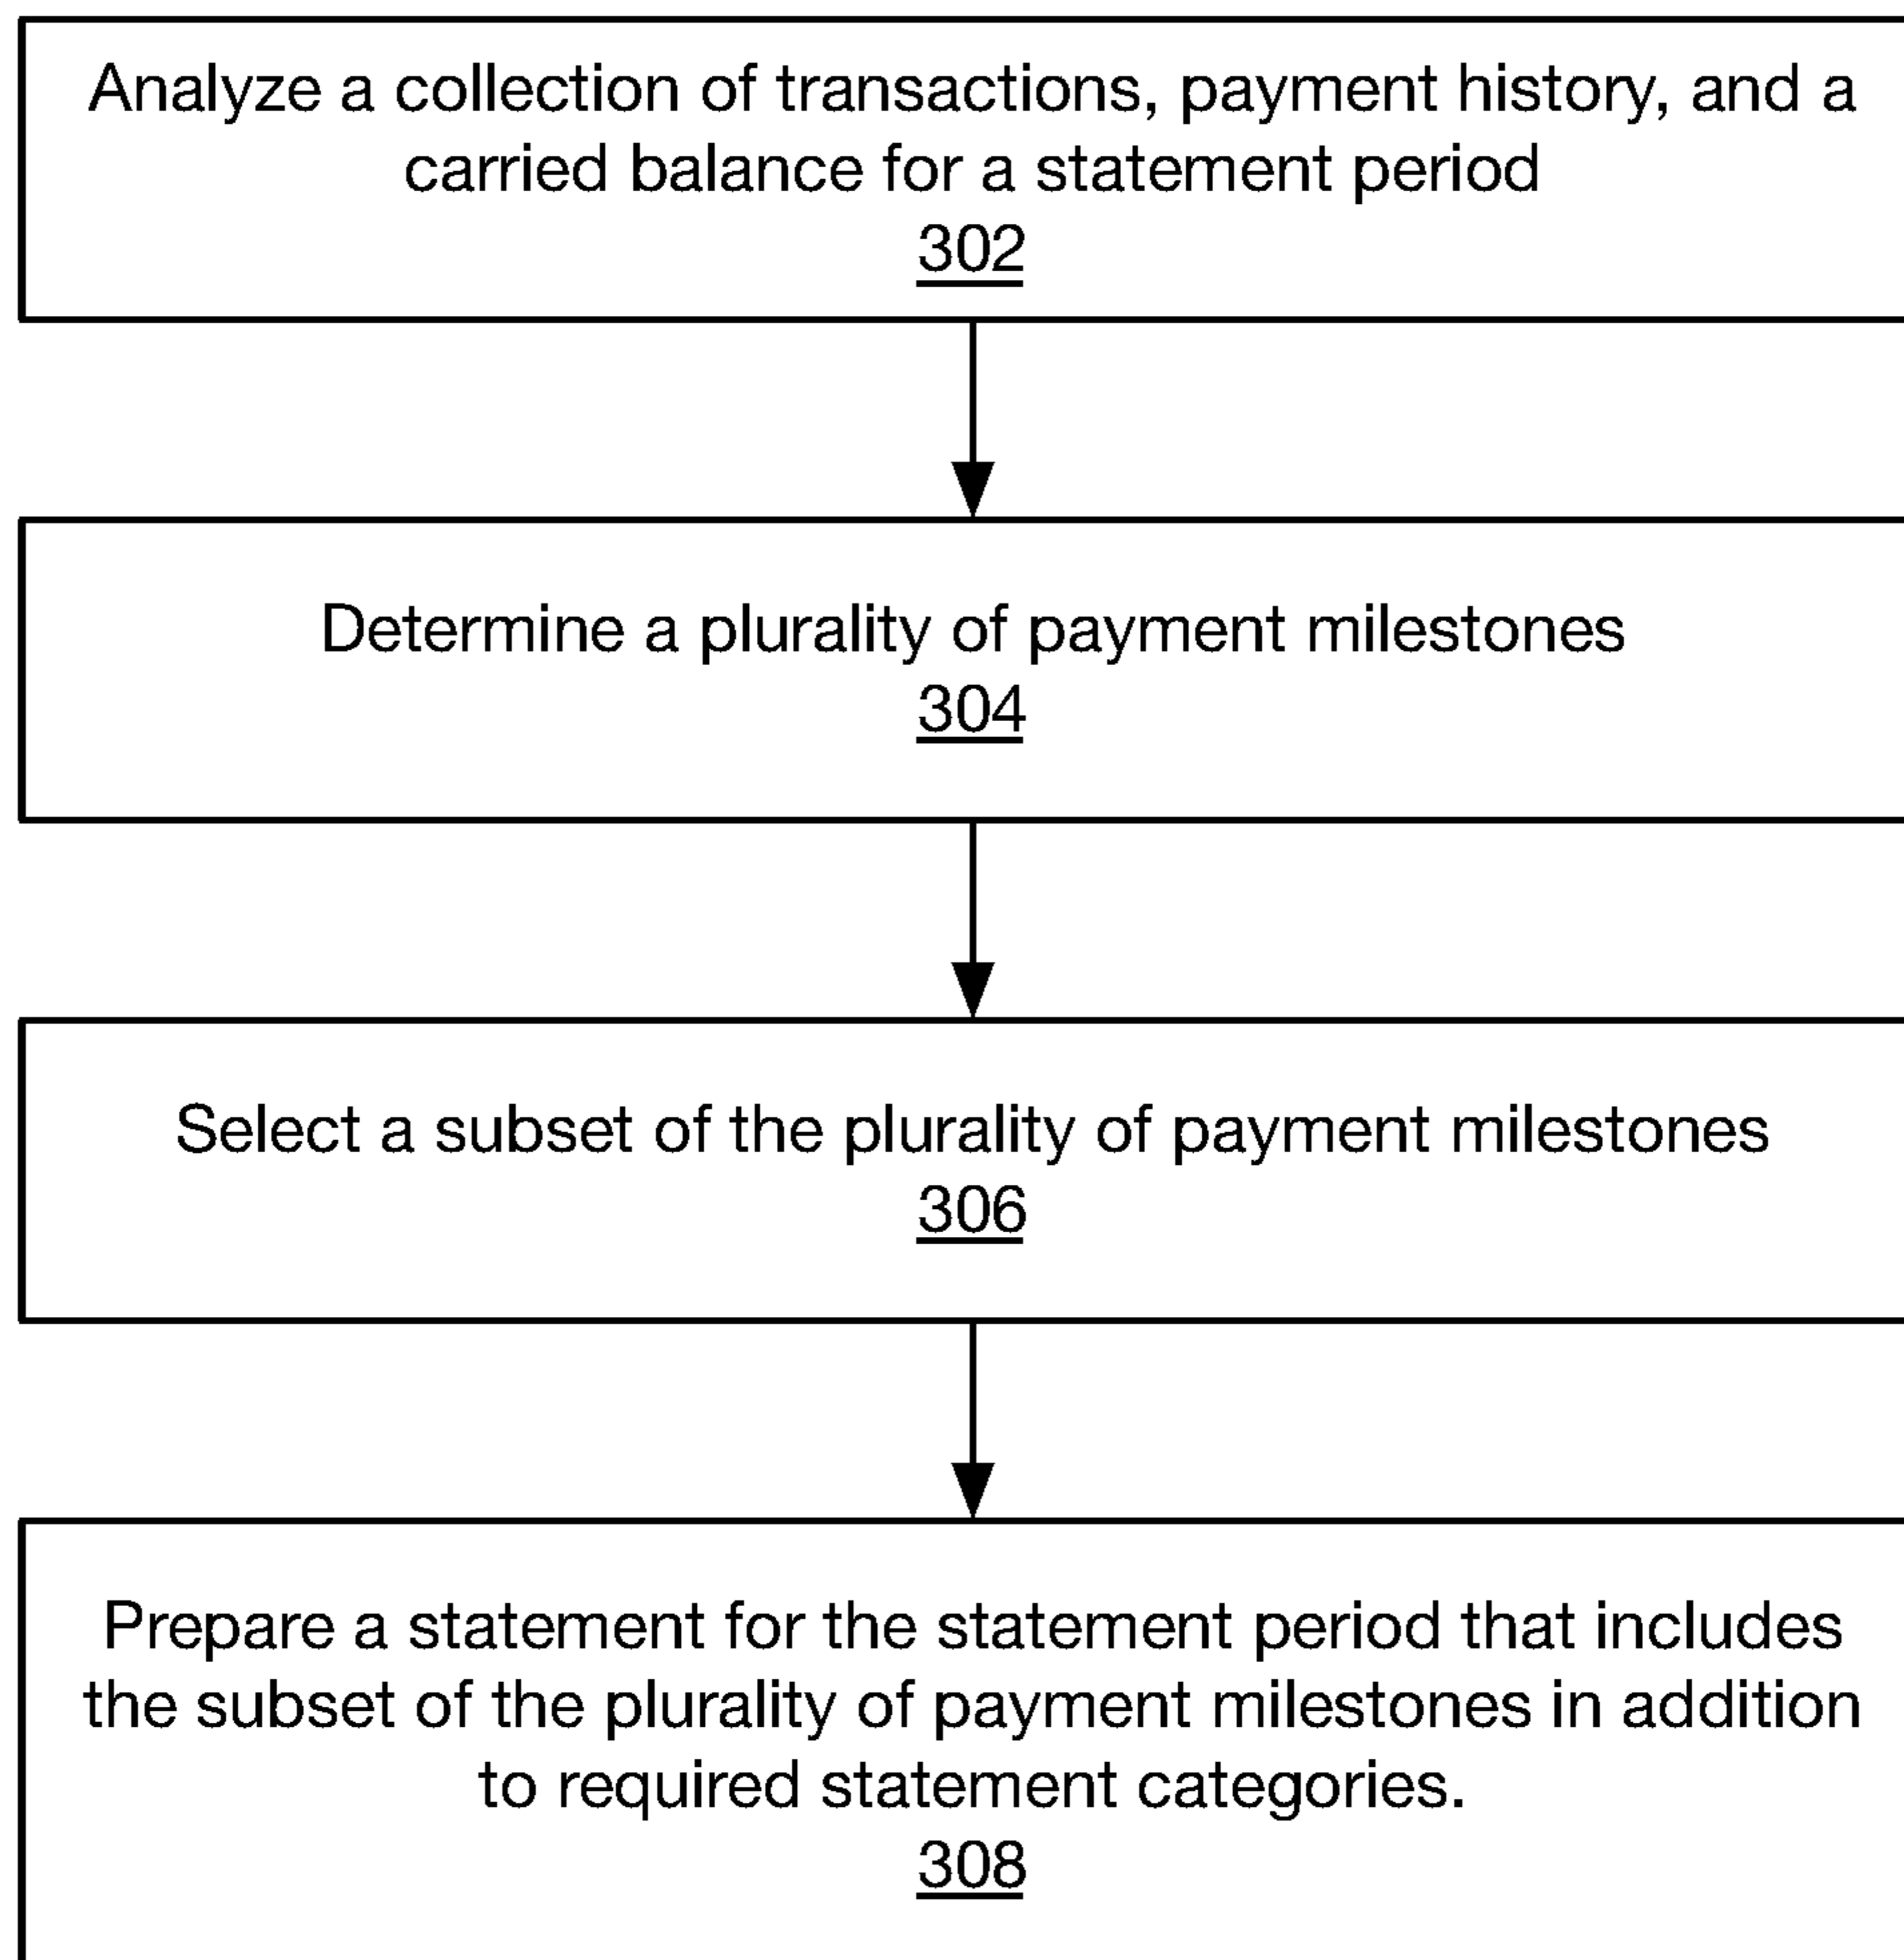 Analyze a collection of transactions, payment history, and a
carried balance for a statement period
302
Determine a plurality of payment milestones
304
Select a subset of the plurality of payment milestones
306
Prepare a statement for the statement period that includes
the subset of the plurality of payment milestones in addition
to required statement categories.
308